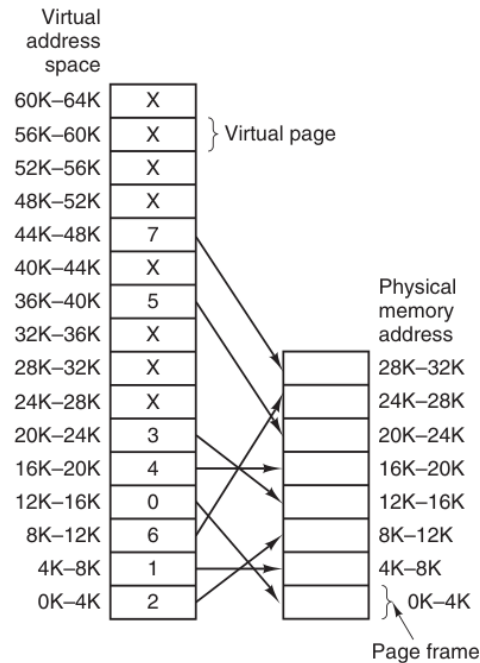 Virtual
address
space
60K–64K X
56K–60K X Virtual page
52K–56K X
48K–52K X
44K–48K 7
40K–44K X
36K–40K 5
Physical
memory
address
32K–36K X
28K–32K X 28K–32K
24K–28K X 24K–28K
20K–24K 3 20K–24K
16K–20K 4 16K–20K
12K–16K 0 12K–16K
8K–12K 6 8K–12K
4K–8K 1 4K–8K
0K–4K 2 0K–4K
Page frame